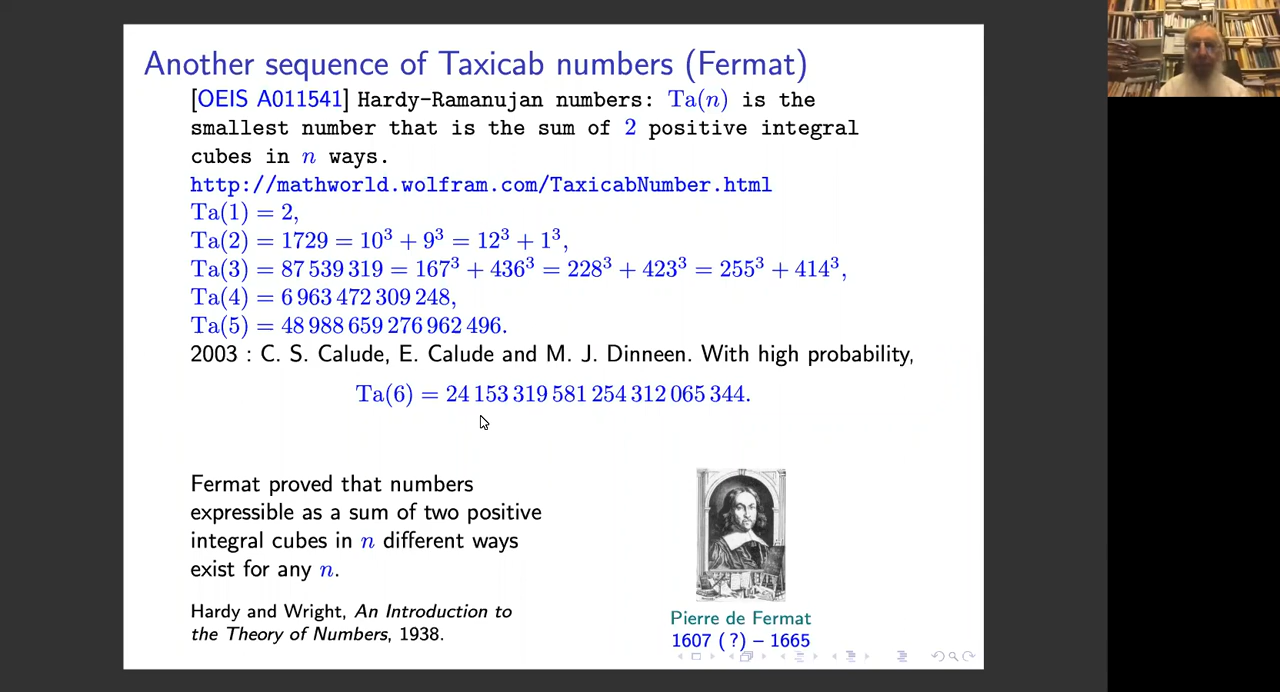 Another sequence of Taxicab numbers (Fermat)
[OEIS A011541] Hardy-Ramanujan numbers: Ta(n) is the
smallest number that is the sum of 2 positive integral
cubes in n ways.
http://mathworld.wolfram.com/TaxicabNumber.html
Ta(1) = 2,
Ta(2) = 1729 = 10³ + 9³ = 12³ + 1³,
Ta(3) = 87 539 319 = 167³ + 436³ = 228³ + 423³ = 255³ + 414³,
Ta(4) = 6 963 472 309 248,
Ta(5) = 48 988 659 276 962 496.
2003 : C. S. Calude, E. Calude and M. J. Dinneen. With high probability,
Ta(6) = 24 153 319 581 254 312 065 344.
Fermat proved that numbers
expressible as a sum of two positive
integral cubes in n different ways
exist for any n.
Hardy and Wright, An Introduction to
the Theory of Numbers, 1938.
Pierre de Fermat
1607 (?) – 1665